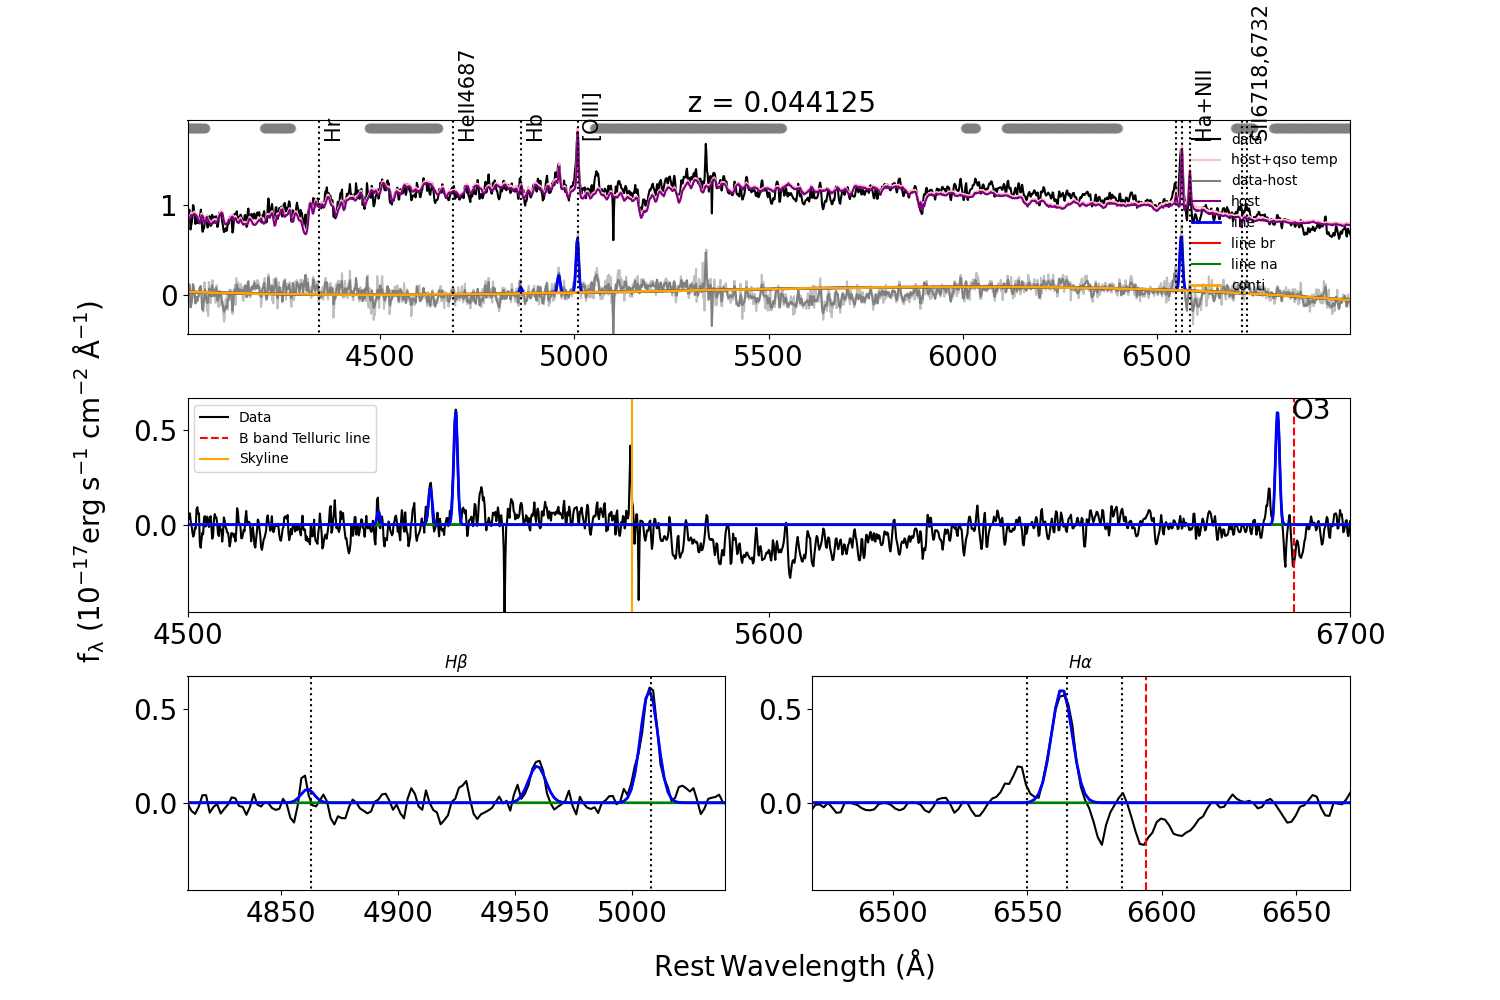 z = 0.044125
Hr
HeII4687
Hb
[OIII]
Ha+NII
SII6718,6732
data
host+qso temp
data-host
host
line
line br
line na
conti
1
0
4500
5000
5500
6000
6500
f_λ (10^−17 erg s^−1 cm^−2 Å^−1)
Data
B band Telluric line
Skyline
O3
0.5
0.0
4500
5600
6700
Hβ
0.5
0.0
4850
4900
4950
5000
Hα
0.5
0.0
6500
6550
6600
6650
Rest Wavelength (Å)